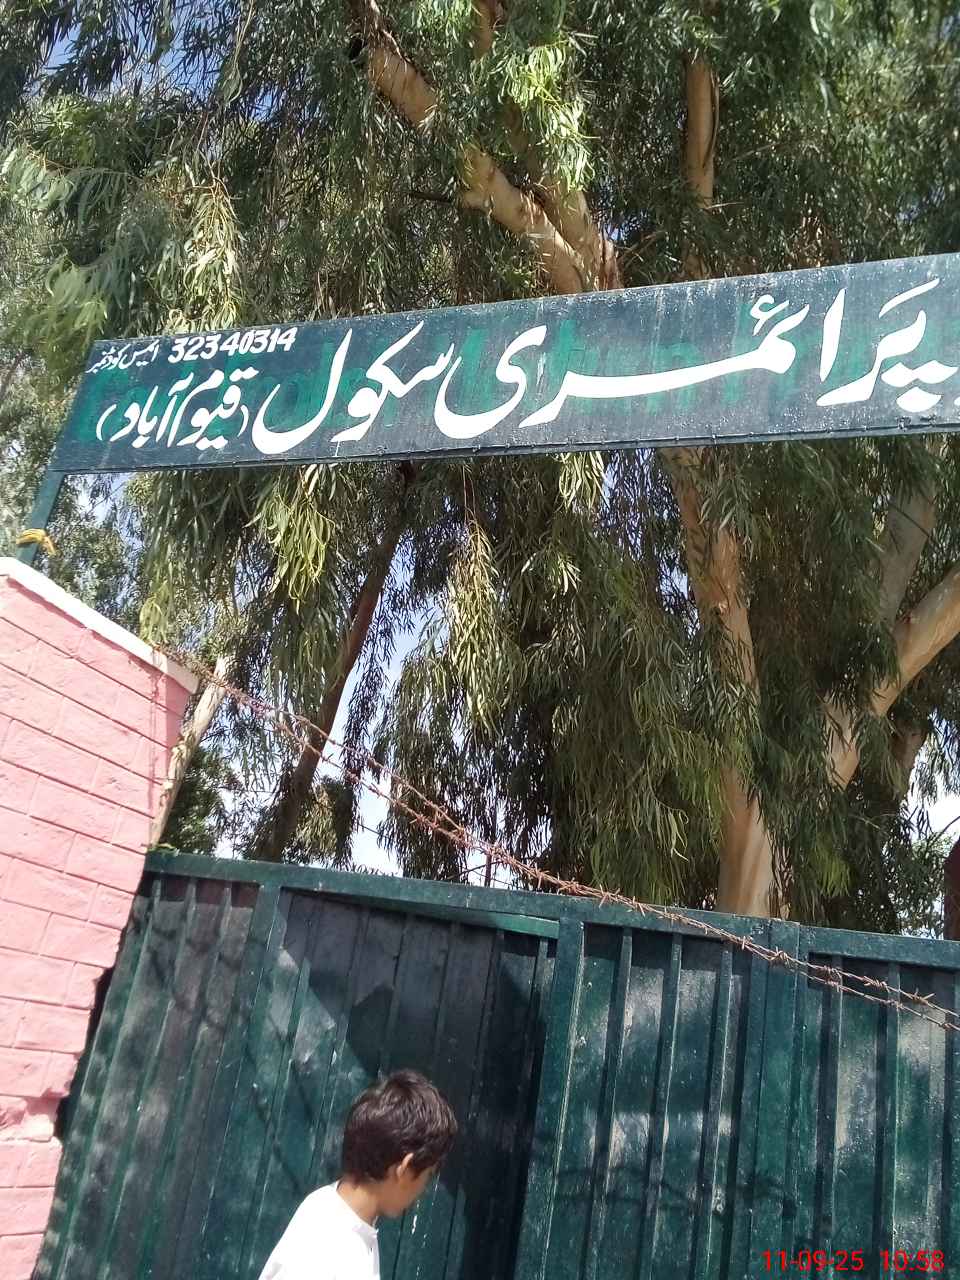 پرائمری سکول (قیوم آباد)
ایس کوڈ نمبر 32340314
11-09-25 10:58